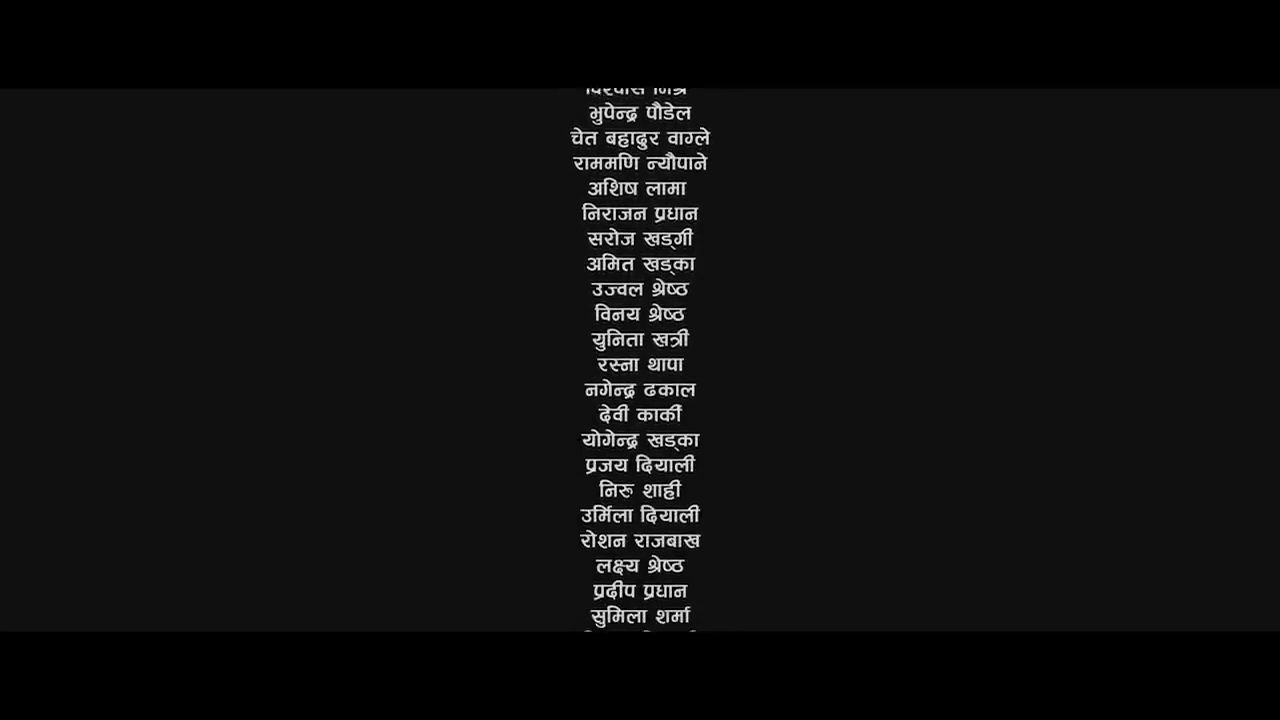 भुपेन्द्र पौडेल
चेत बहादुर वाग्ले
राममणि न्यौपाने
अशिष लामा
निराजन प्रधान
सरोज खड्गी
अमित खड्का
उज्वल श्रेष्ठ
विनय श्रेष्ठ
युनिता खत्री
रस्ना थापा
नगेन्द्र ढकाल
देवी कार्की
योगेन्द्र खड्का
प्रजय दियाली
निरू शाही
उर्मिला दियाली
रोशन राजबाख
लक्ष्य श्रेष्ठ
प्रदीप प्रधान
सुमिला शर्मा